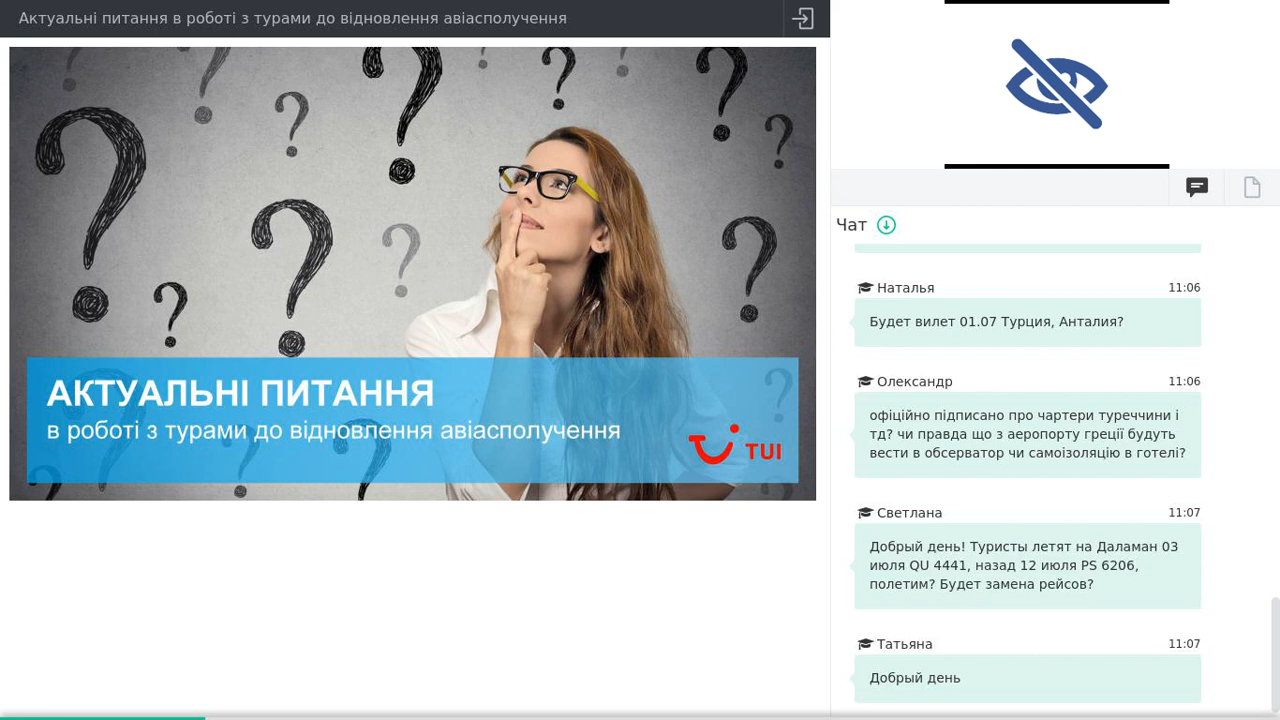 Актуальні питання в роботі з турами до відновлення авіасполучення
АКТУАЛЬНІ ПИТАННЯ
в роботі з турами до відновлення авіасполучення
TUI
Чат
Наталья 11:06
Будет вилет 01.07 Турция, Анталия?
Олександр 11:06
офіційно підписано про чартери туреччини і
тд? чи правда що з аеропорту греції будуть
вести в обсерватор чи самоізоляцію в готелі?
Светлана 11:07
Добрый день! Туристы летят на Даламан 03
июля QU 4441, назад 12 июля PS 6206,
полетим? Будет замена рейсов?
Татьяна 11:07
Добрый день